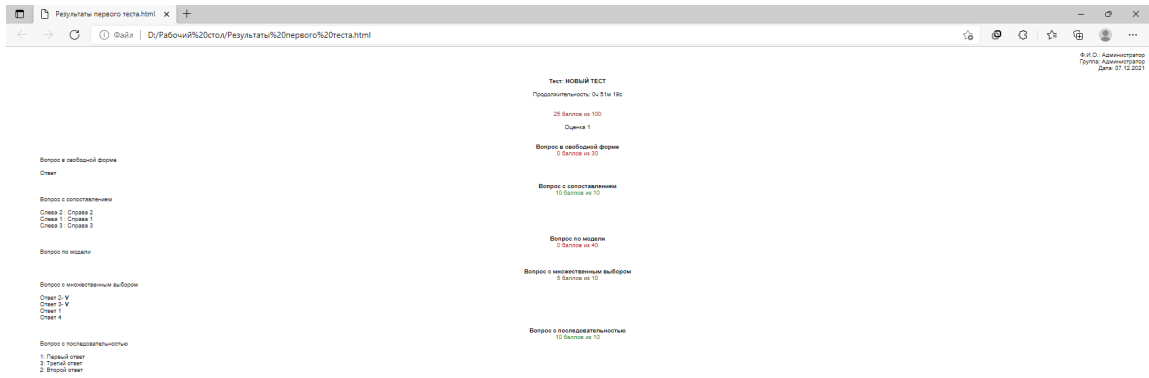 Результаты первого теста.html
Файл | D:/Рабочий%20стол/Результаты%20первого%20теста.html
Ф.И.О.: Администратор
Группа: Администратор
Дата: 07.12.2021
Тест: НОВЫЙ ТЕСТ
Продолжительность: 0ч 51м 19с
25 баллов из 100
Оценка 1
Вопрос в свободной форме
0 баллов из 30
Вопрос в свободной форме
Ответ
Вопрос с сопоставлением
10 баллов из 10
Вопрос с сопоставлением
Слева 2 : Справа 2
Слева 1 : Справа 1
Слева 3 : Справа 3
Вопрос по модели
0 баллов из 40
Вопрос по модели
Вопрос с множественным выбором
5 баллов из 10
Вопрос с множественным выбором
Ответ 2- V
Ответ 3- V
Ответ 1
Ответ 4
Вопрос с последовательностью
10 баллов из 10
Вопрос с последовательностью
1: Первый ответ
3: Третий ответ
2: Второй ответ